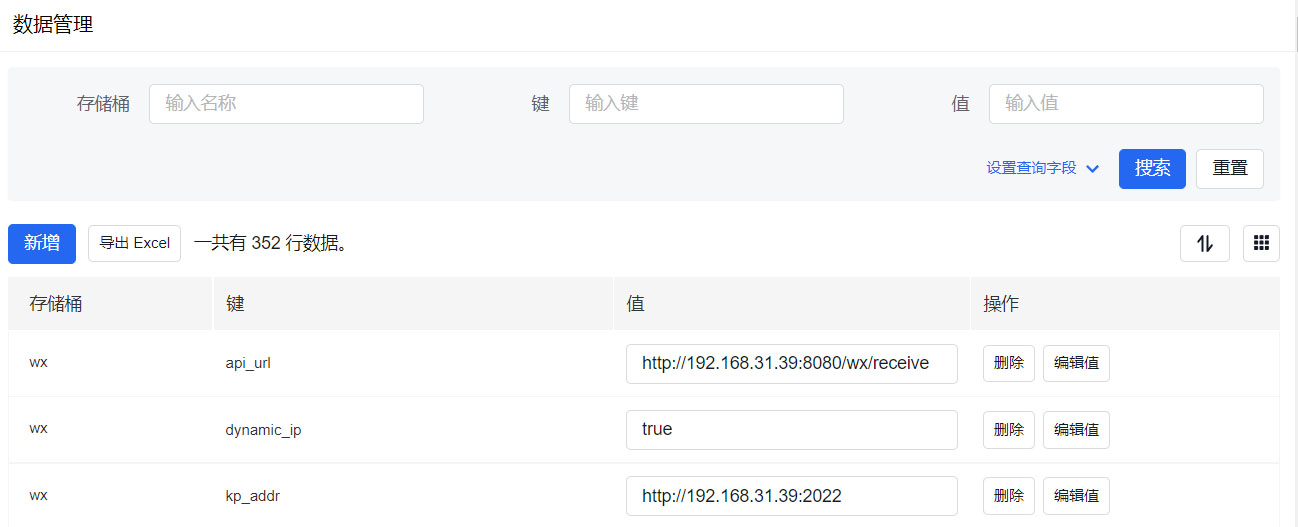 数据管理
存储桶 输入名称 键 输入键 值 输入值
设置查询字段 搜索 重置
新增 导出 Excel 一共有 352 行数据。
存储桶 键 值 操作
wx api_url http://192.168.31.39:8080/wx/receive 删除 编辑值
wx dynamic_ip true 删除 编辑值
wx kp_addr http://192.168.31.39:2022 删除 编辑值